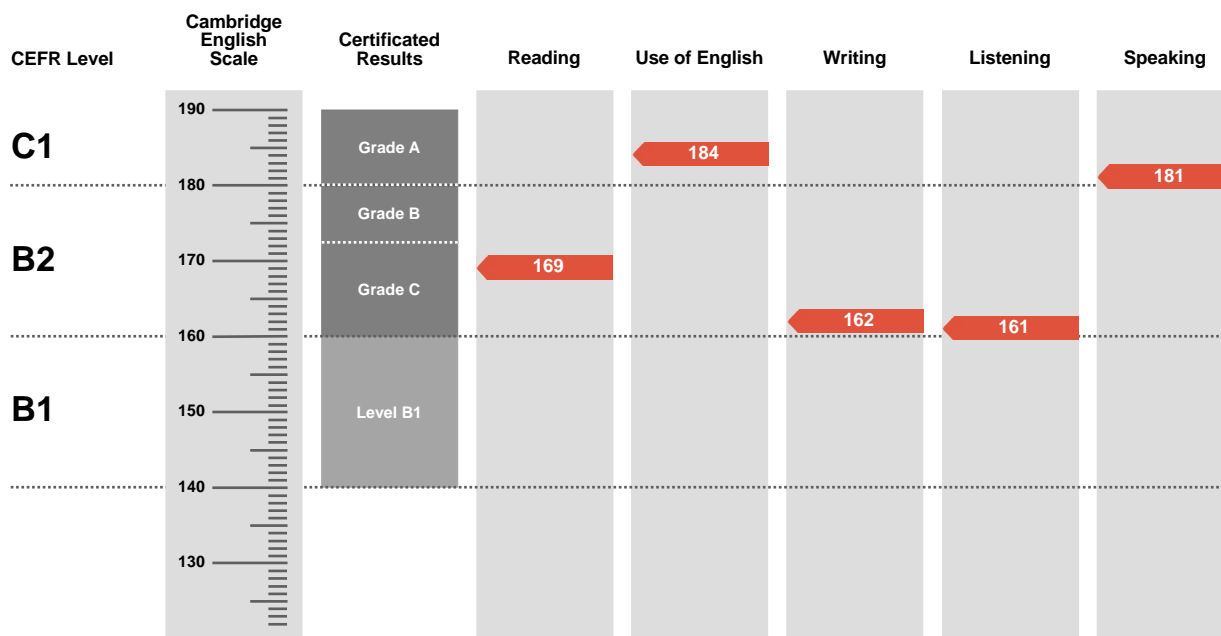 CEFR Level
Cambridge
English
Scale
Certificated
Results
Reading
Use of English
Writing
Listening
Speaking
190
C1
Grade A
184
180
181
Grade B
B2
170
169
Grade C
162
161
160
B1
150
Level B1
140
130